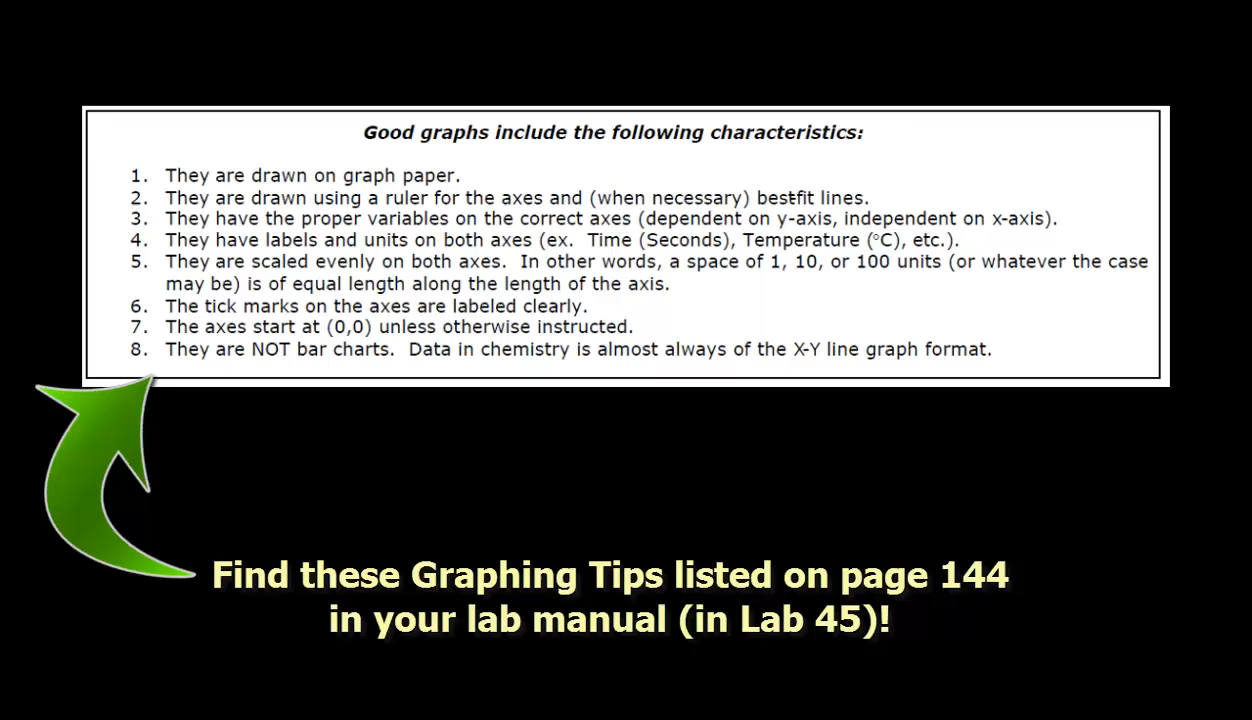 Good graphs include the following characteristics:
1. They are drawn on graph paper.
2. They are drawn using a ruler for the axes and (when necessary) best-fit lines.
3. They have the proper variables on the correct axes (dependent on y-axis, independent on x-axis).
4. They have labels and units on both axes (ex. Time (Seconds), Temperature (°C), etc.).
5. They are scaled evenly on both axes. In other words, a space of 1, 10, or 100 units (or whatever the case
may be) is of equal length along the length of the axis.
6. The tick marks on the axes are labeled clearly.
7. The axes start at (0,0) unless otherwise instructed.
8. They are NOT bar charts. Data in chemistry is almost always of the X-Y line graph format.
Find these Graphing Tips listed on page 144
in your lab manual (in Lab 45)!